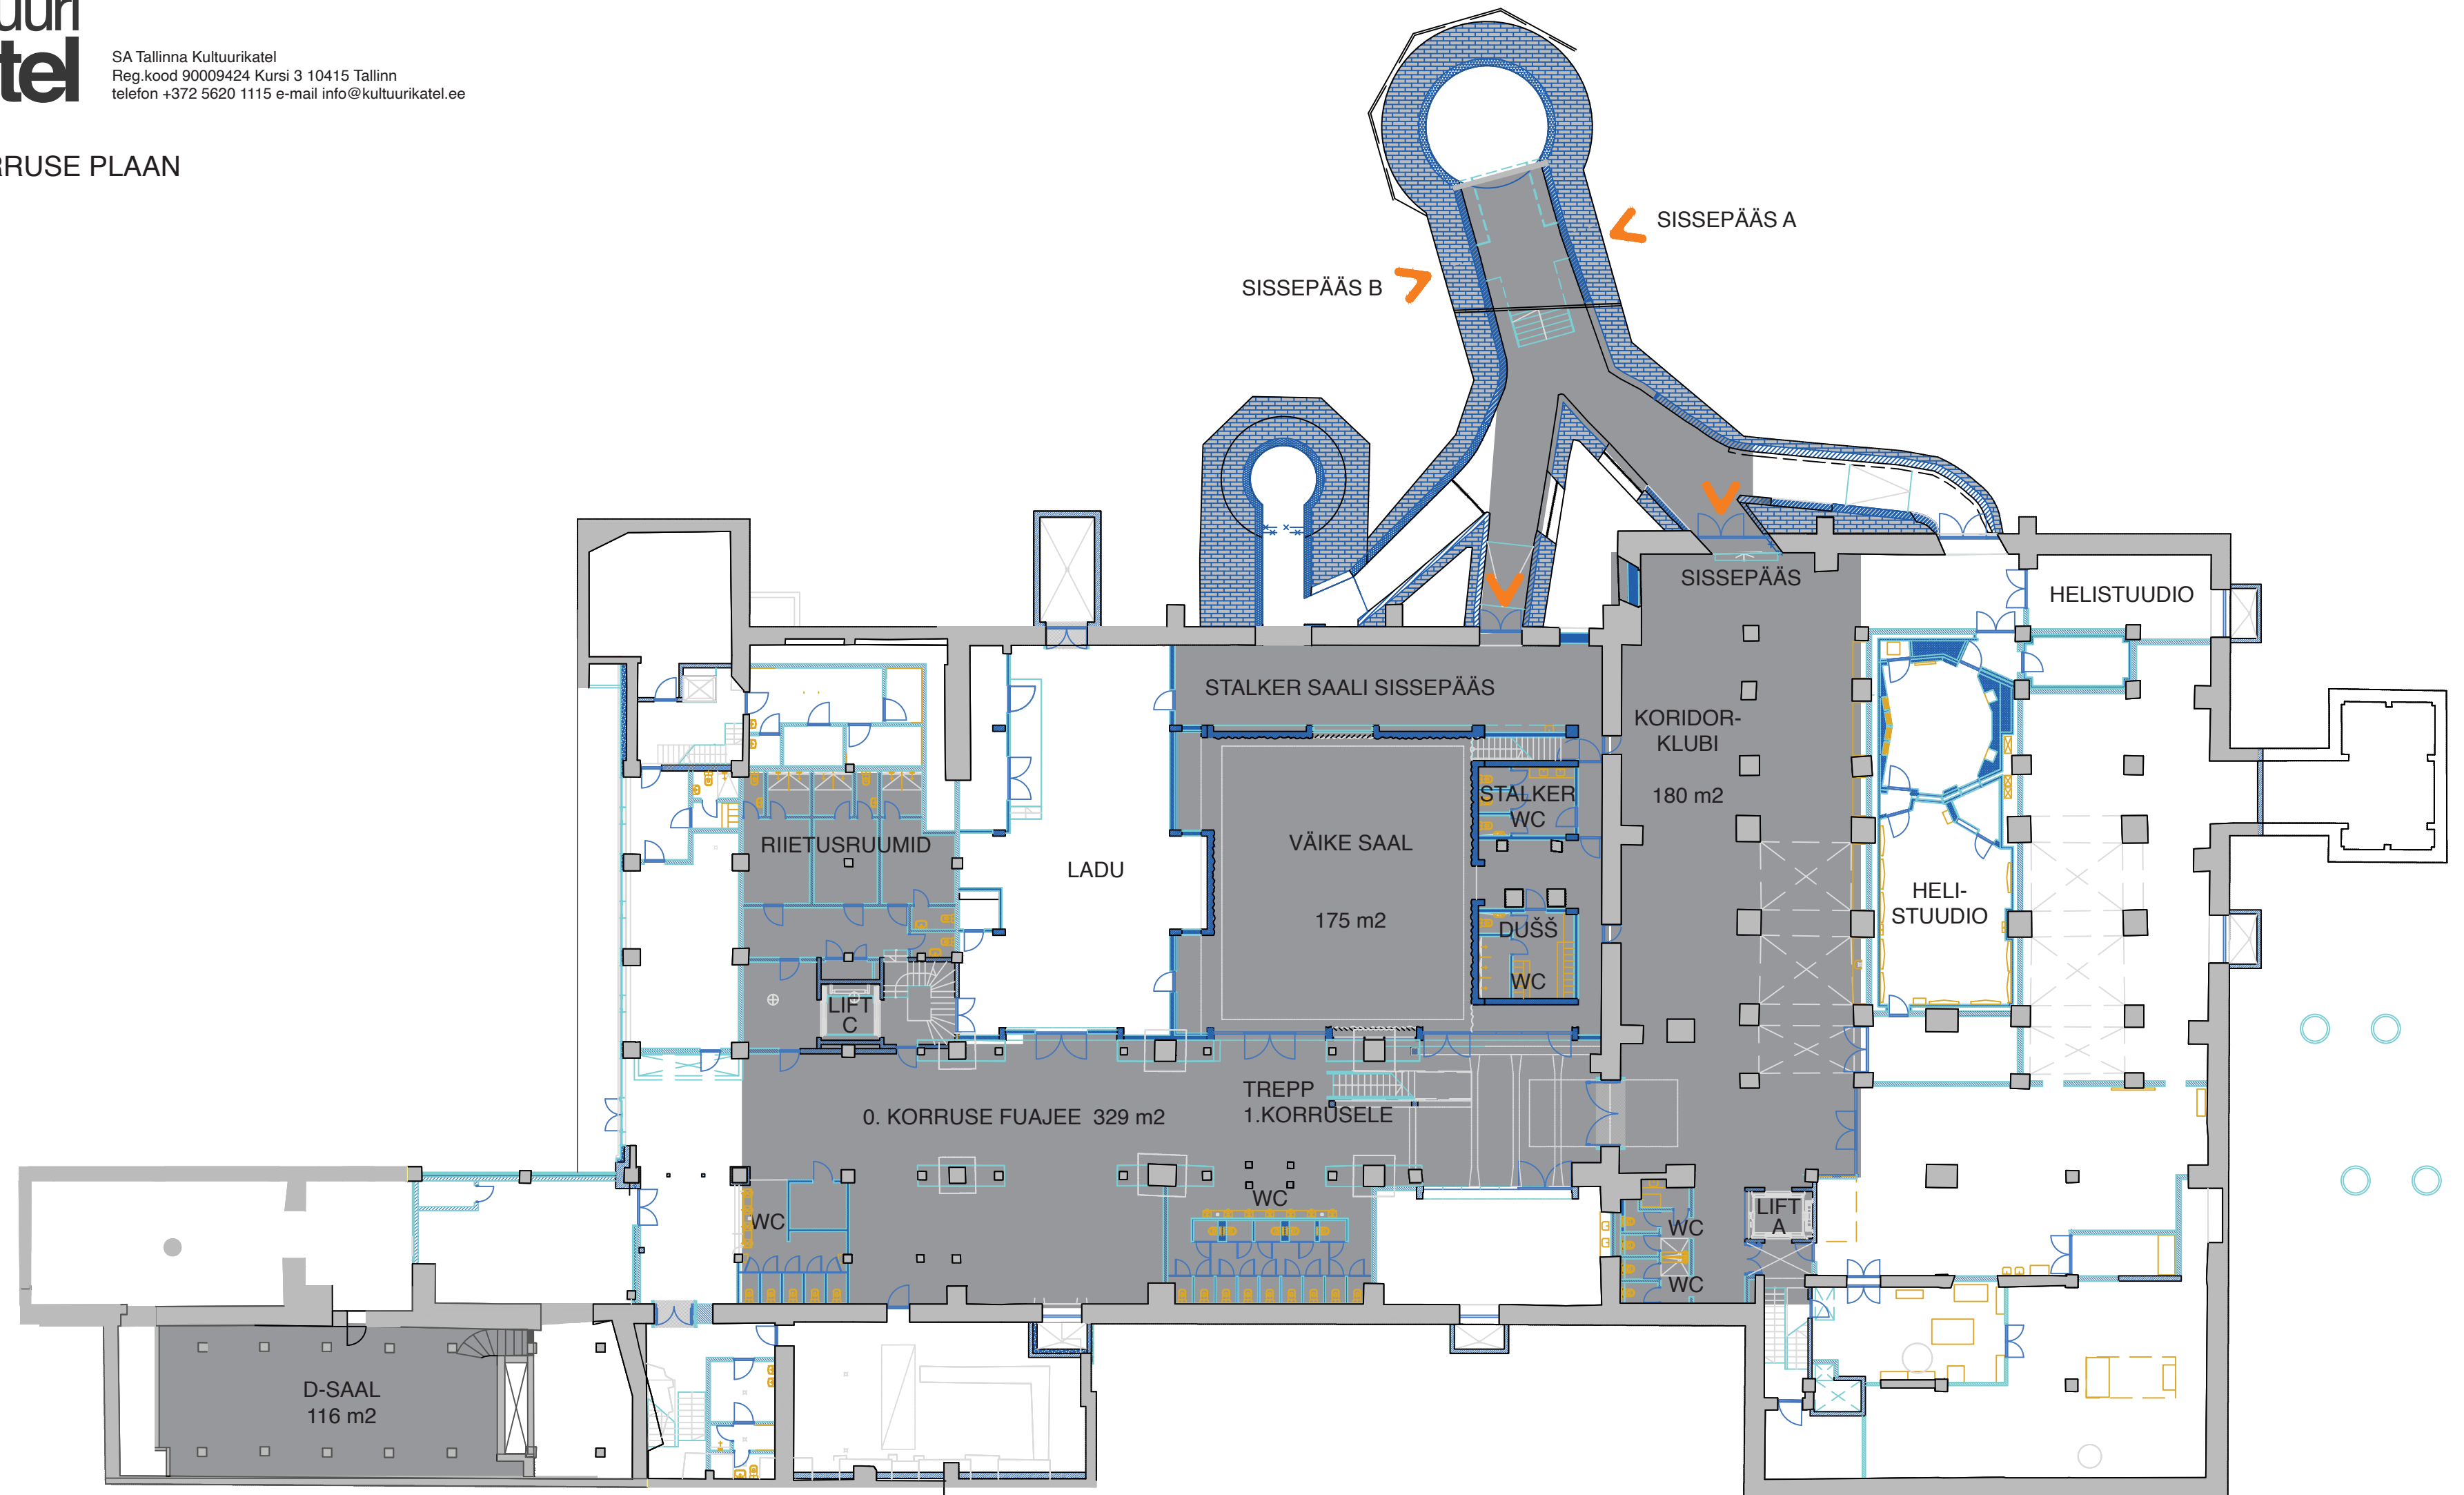 tel
SA Tallinna Kultuurikatel
Reg.kood 90009424 Kursi 3 10415 Tallinn
telefon +372 5620 1115 e-mail info@kultuurikatel.ee
RUSE PLAAN
SISSEPÄÄS A
SISSEPÄÄS B
SISSEPÄÄS
HELISTUUDIO
STALKER SAALI SISSEPÄÄS
KORIDOR-
KLUBI
180 m2
STALKER
WC
RIIETUSRUUMID
VÄIKE SAAL
175 m2
LADU
HELI-
STUUDIO
DUŠŠ
WC
LIFT
C
TREPP
1.KORRUSELE
0. KORRUSE FUAJEE 329 m2
WC
WC
LIFT
A
WC
WC
D-SAAL
116 m2